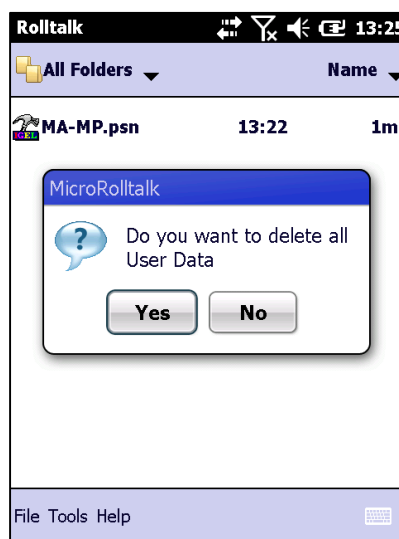 Rolltalk 13:25
All Folders Name
MA-MP.psn 13:22 1m
MicroRolltalk
Do you want to delete all
User Data
Yes No
File Tools Help